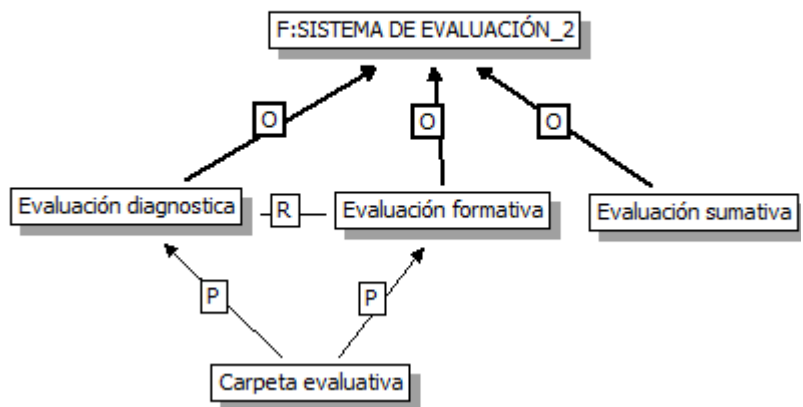 F:SISTEMA DE EVALUACIÓN_2
O
O
O
Evaluación diagnostica
R
Evaluación formativa
Evaluación sumativa
P
P
Carpeta evaluativa